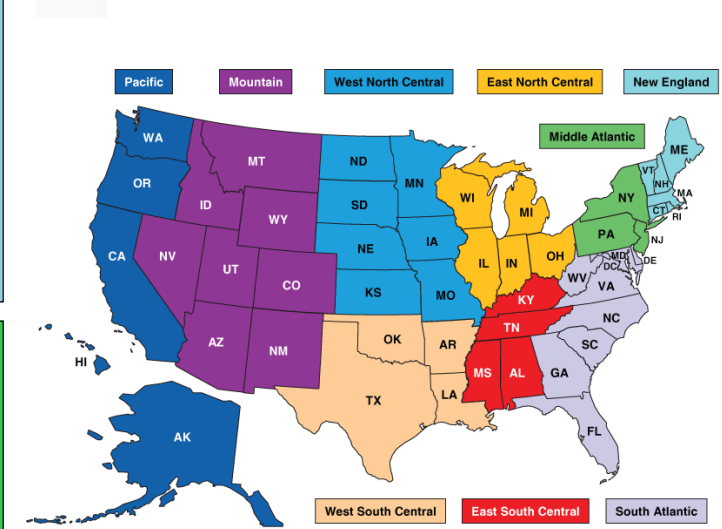 Pacific
Mountain
West North Central
East North Central
New England
Middle Atlantic
WA
MT
ND
MN
ME
VT
NH
MA
OR
ID
SD
WI
MI
NY
CT
RI
WY
IA
PA
NJ
CA
NV
UT
CO
NE
IL
IN
OH
MD
DE
DC
WV
VA
KS
MO
KY
NC
AZ
NM
OK
AR
TN
SC
HI
TX
LA
MS
AL
GA
AK
FL
West South Central
East South Central
South Atlantic